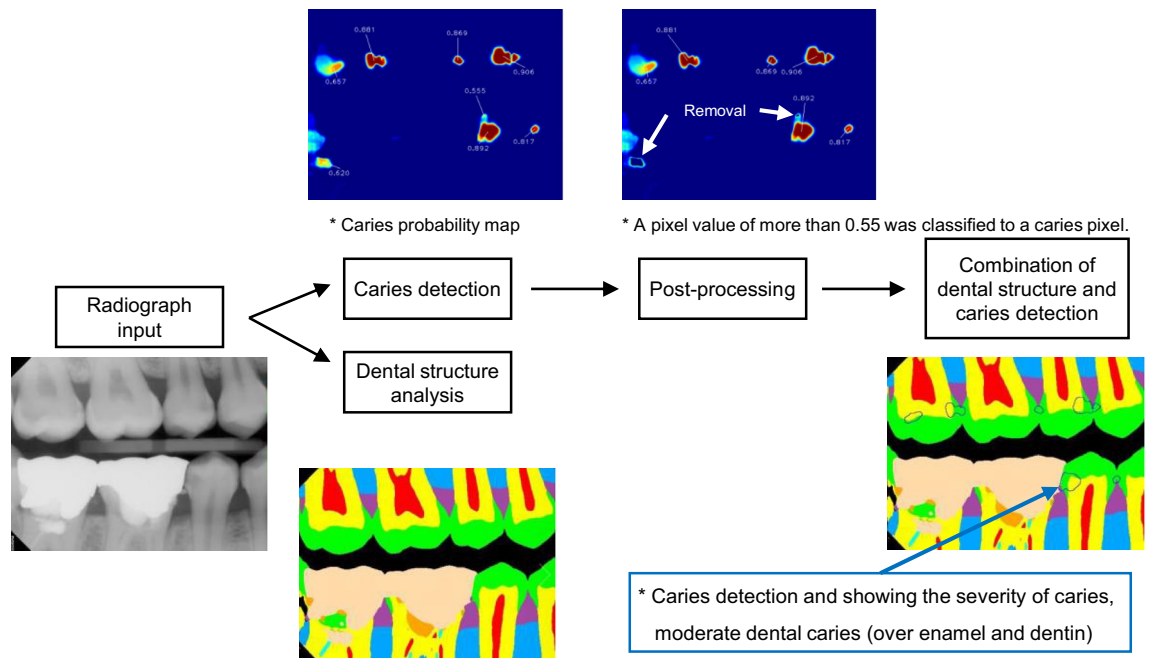 0.881
0.869
0.657
0.906
0.555
0.892
0.817
0.620
0.881
0.869 0.906
0.657
Removal
0.892
0.817
* Caries probability map
* A pixel value of more than 0.55 was classified to a caries pixel.
Radiograph
input
Caries detection
Dental structure
analysis
Post-processing
Combination of
dental structure and
caries detection
* Caries detection and showing the severity of caries,
moderate dental caries (over enamel and dentin)